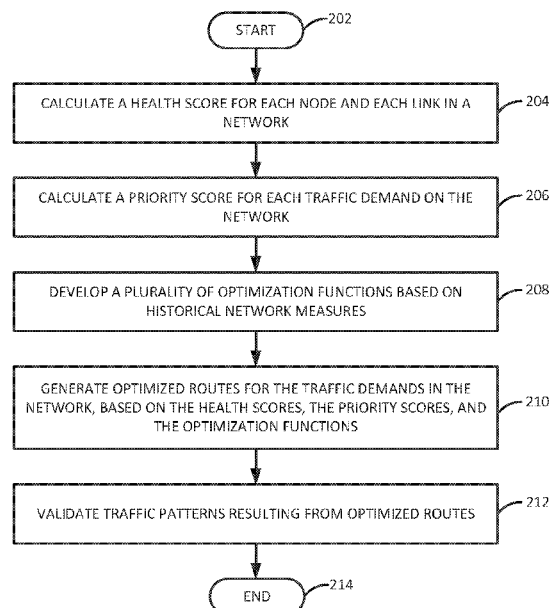 START
202
CALCULATE A HEALTH SCORE FOR EACH NODE AND EACH LINK IN A
NETWORK
204
CALCULATE A PRIORITY SCORE FOR EACH TRAFFIC DEMAND ON THE
NETWORK
206
DEVELOP A PLURALITY OF OPTIMIZATION FUNCTIONS BASED ON
HISTORICAL NETWORK MEASURES
208
GENERATE OPTIMIZED ROUTES FOR THE TRAFFIC DEMANDS IN THE
NETWORK, BASED ON THE HEALTH SCORES, THE PRIORITY SCORES, AND
THE OPTIMIZATION FUNCTIONS
210
VALIDATE TRAFFIC PATTERNS RESULTING FROM OPTIMIZED ROUTES
212
END
214